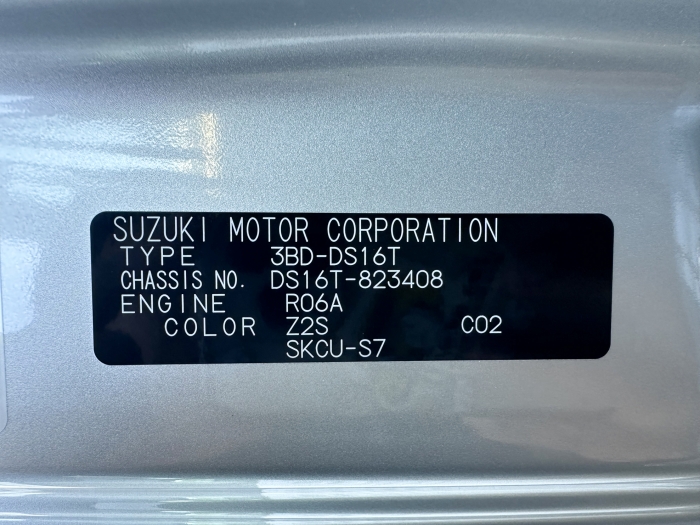 SUZUKI MOTOR CORPORATION
TYPE 3BD-DS16T
CHASSIS NO. DS16T-823408
ENGINE R06A
COLOR Z2S C02
SKCU-S7